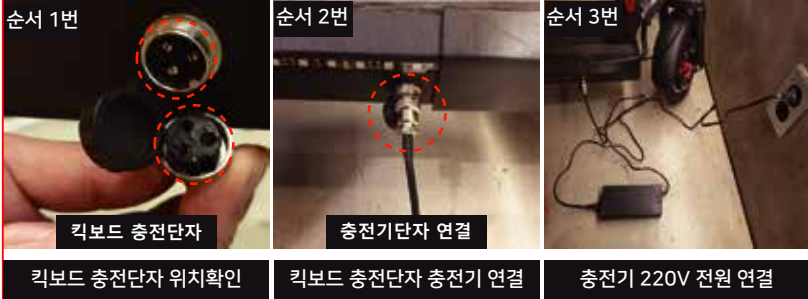 순서 1번
순서 2번
순서 3번
킥보드 충전단자
충전기단자 연결
킥보드 충전단자 위치확인
킥보드 충전단자 충전기 연결
충전기 220V 전원 연결